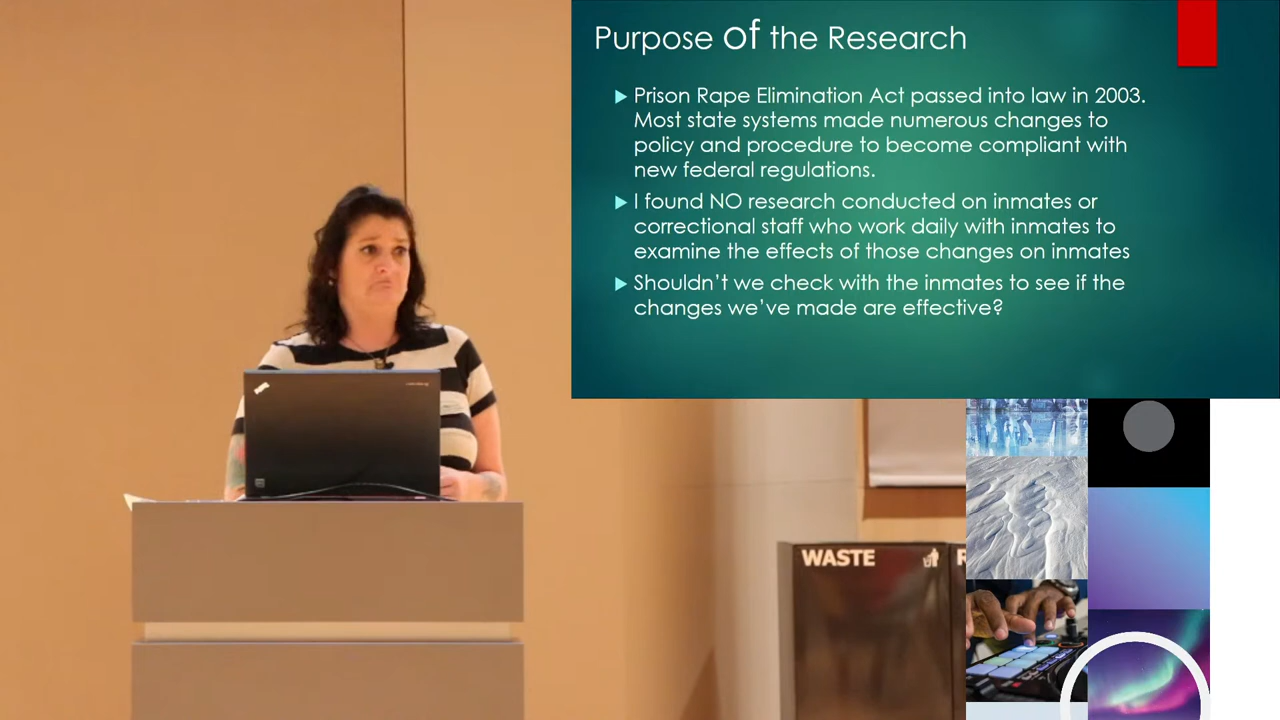 Purpose of the Research
Prison Rape Elimination Act passed into law in 2003.
Most state systems made numerous changes to
policy and procedure to become compliant with
new federal regulations.
I found NO research conducted on inmates or
correctional staff who work daily with inmates to
examine the effects of those changes on inmates
Shouldn't we check with the inmates to see if the
changes we've made are effective?
WASTE